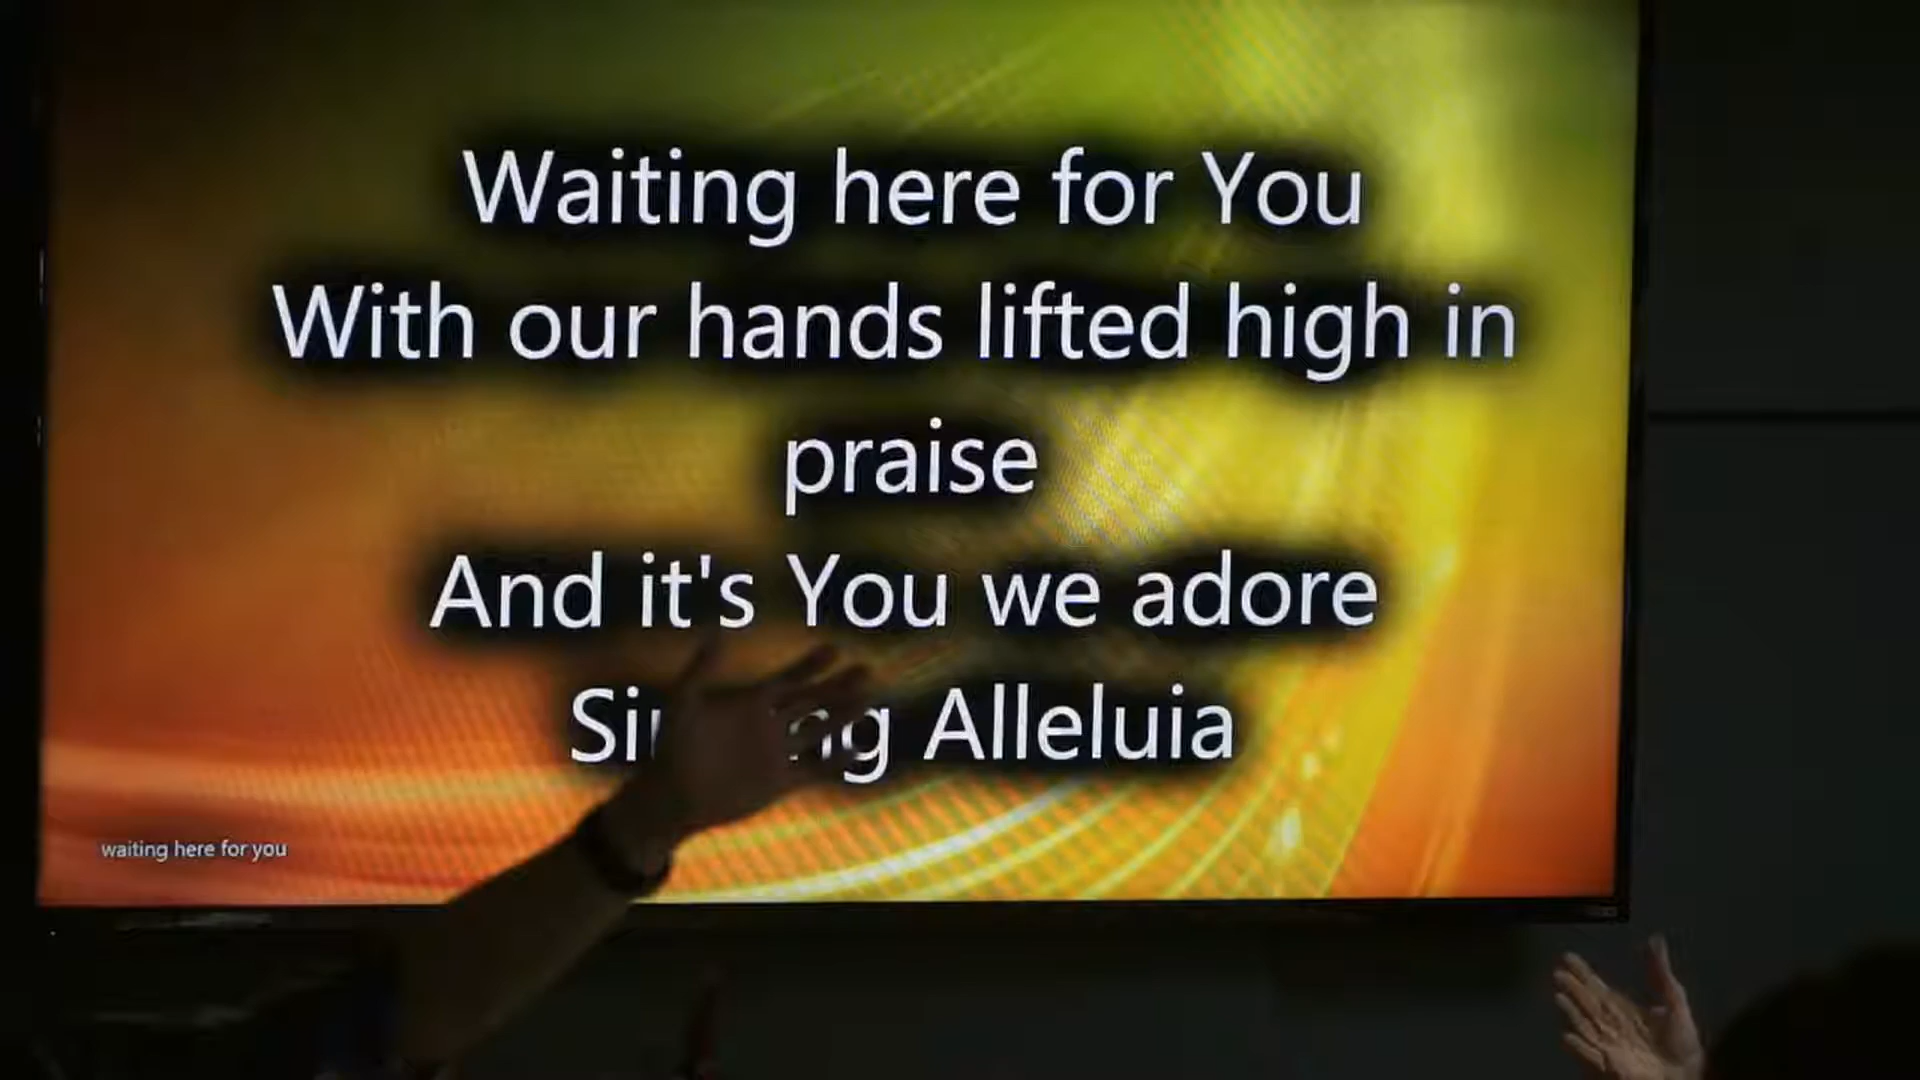 Waiting here for You
With our hands lifted high in
praise
And it's You we adore
Alleluia
waiting here for you